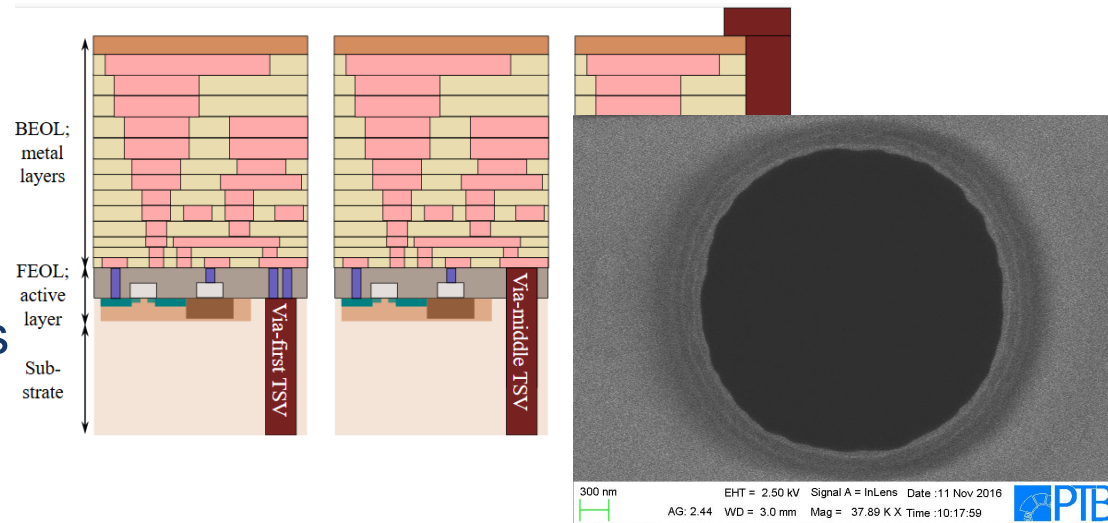 BEOL;
metal
layers
FEOL;
active
layer
Sub-
strate
s
Via-first TSV
Via-middle TSV
300 nm
EHT = 2.50 kV Signal A = InLens Date :11 Nov 2016
AG: 2.44 WD = 3.0 mm Mag = 37.89 K X Time :10:17:59
PTB